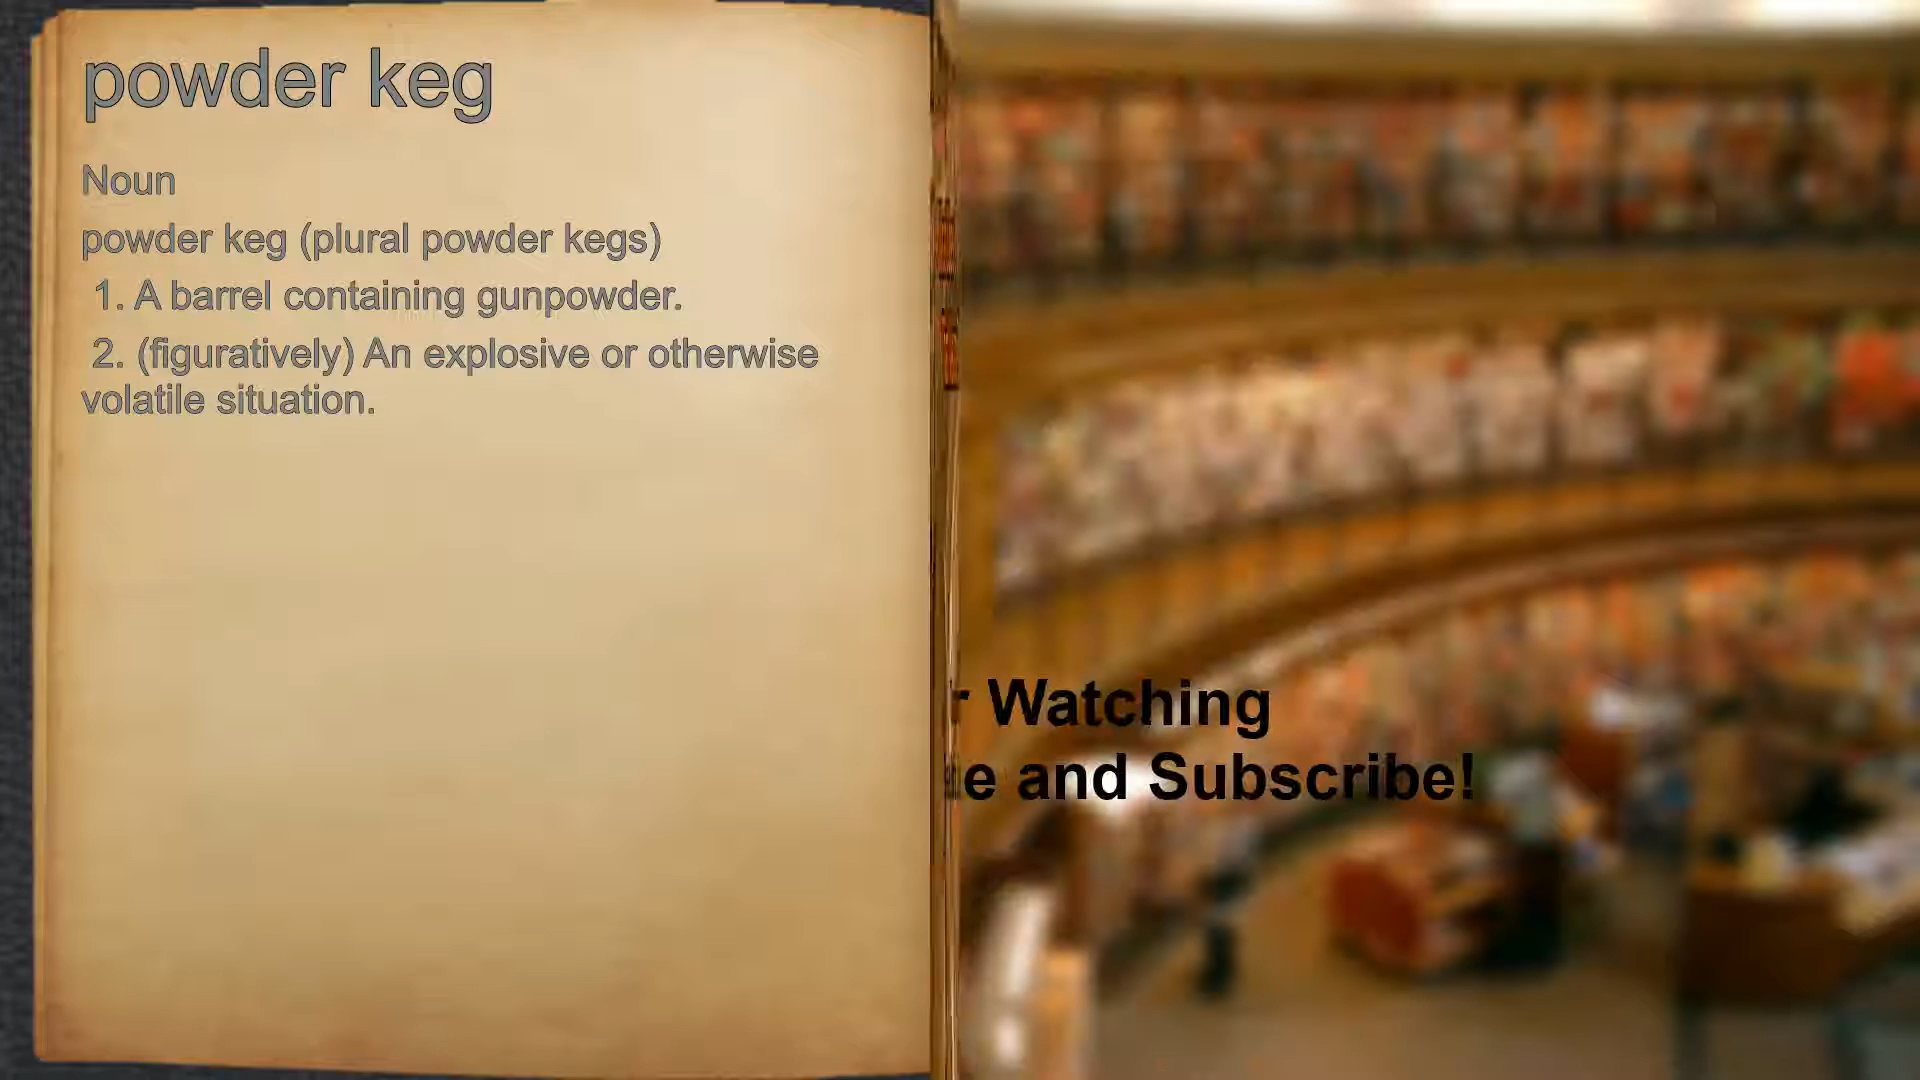 powder keg
Noun
powder keg (plural powder kegs)
1. A barrel containing gunpowder.
2. (figuratively) An explosive or otherwise
volatile situation.
Watching
and Subscribe!